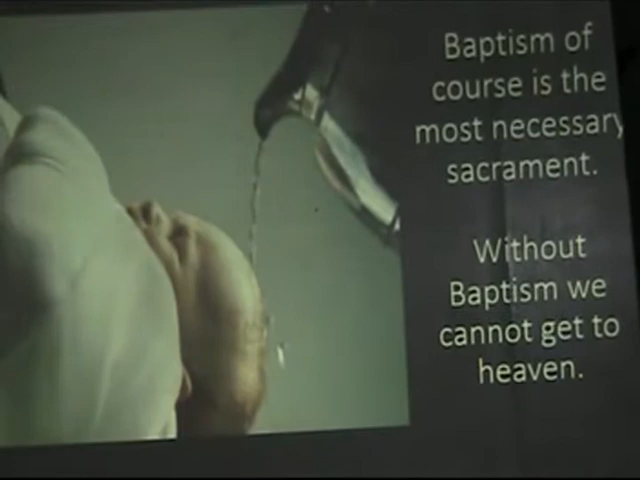 Baptism of
course is the
most necessary
sacrament.
Without
Baptism we
cannot get to
heaven.